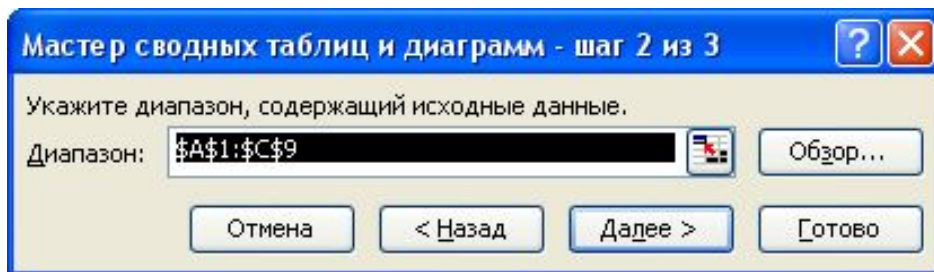 Мастер сводных таблиц и диаграмм - шаг 2 из 3 ?
Укажите диапазон, содержащий исходные данные.
Диапазон: $A$1:$C$9 Обзор...
Отмена < Назад Далее > Готово